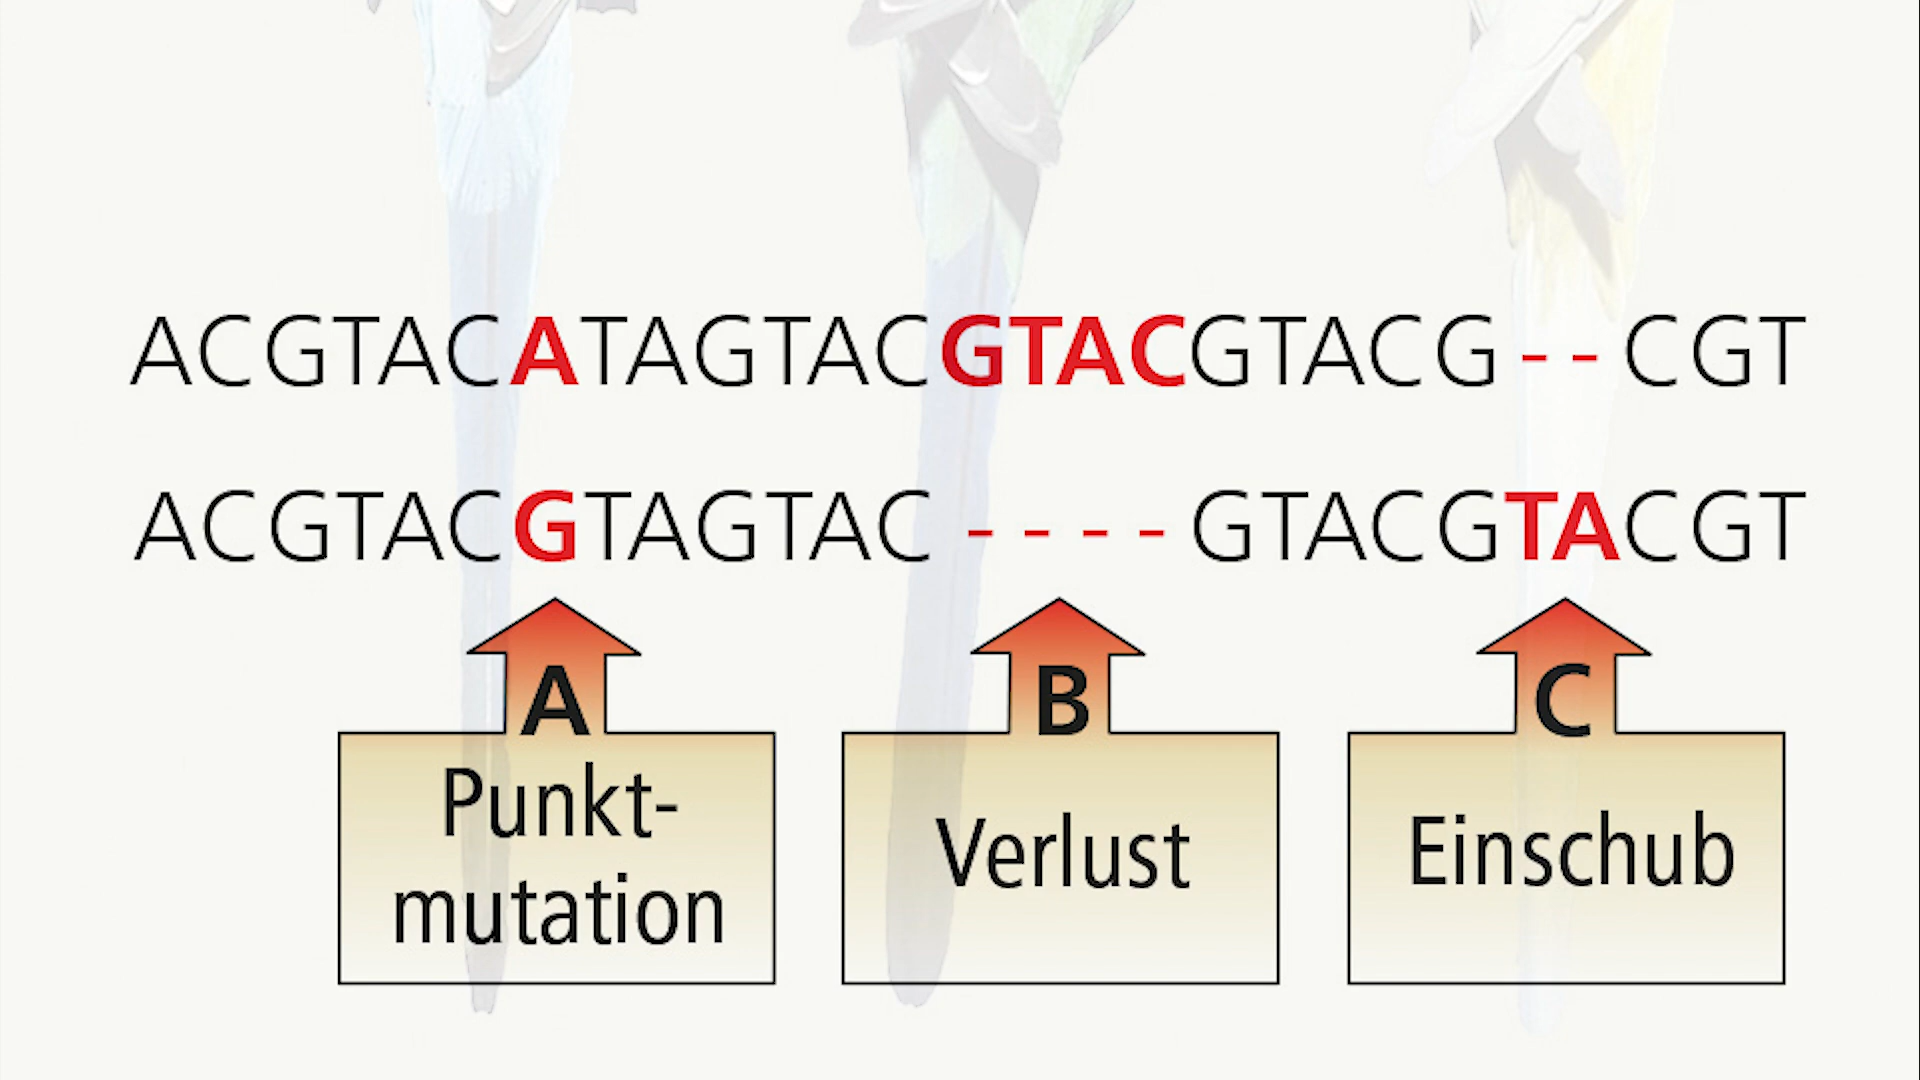 ACGTACATAGTACGTACGTACG--CGT
ACGTACGTAGTAC----GTACGTACGT
A B C
Punkt-
mutation
Verlust
Einschub